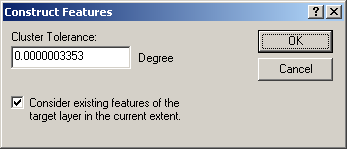 Construct Features
Cluster Tolerance:
0.0000003353 Degree
OK
Cancel
Consider existing features of the
target layer in the current extent.